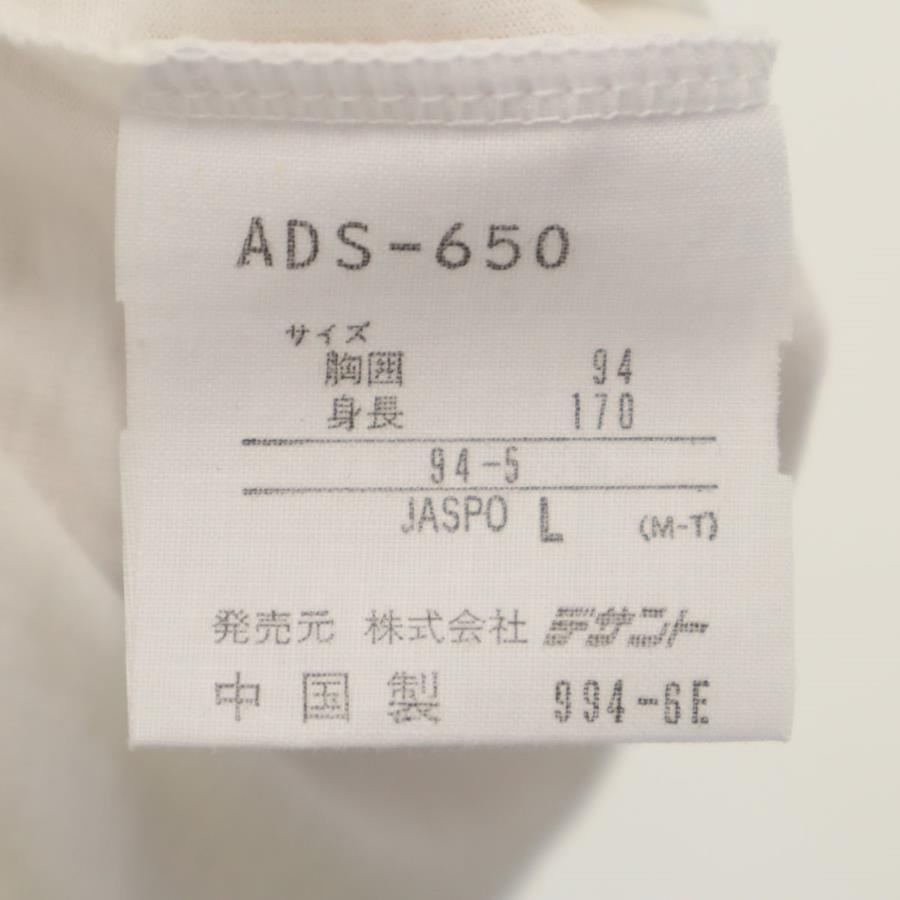 ADS-650
サイズ
胸囲 94
身長 170
94-5
JASPO L (M-T)
発売元 株式会社 デサント
中国製 994-6E